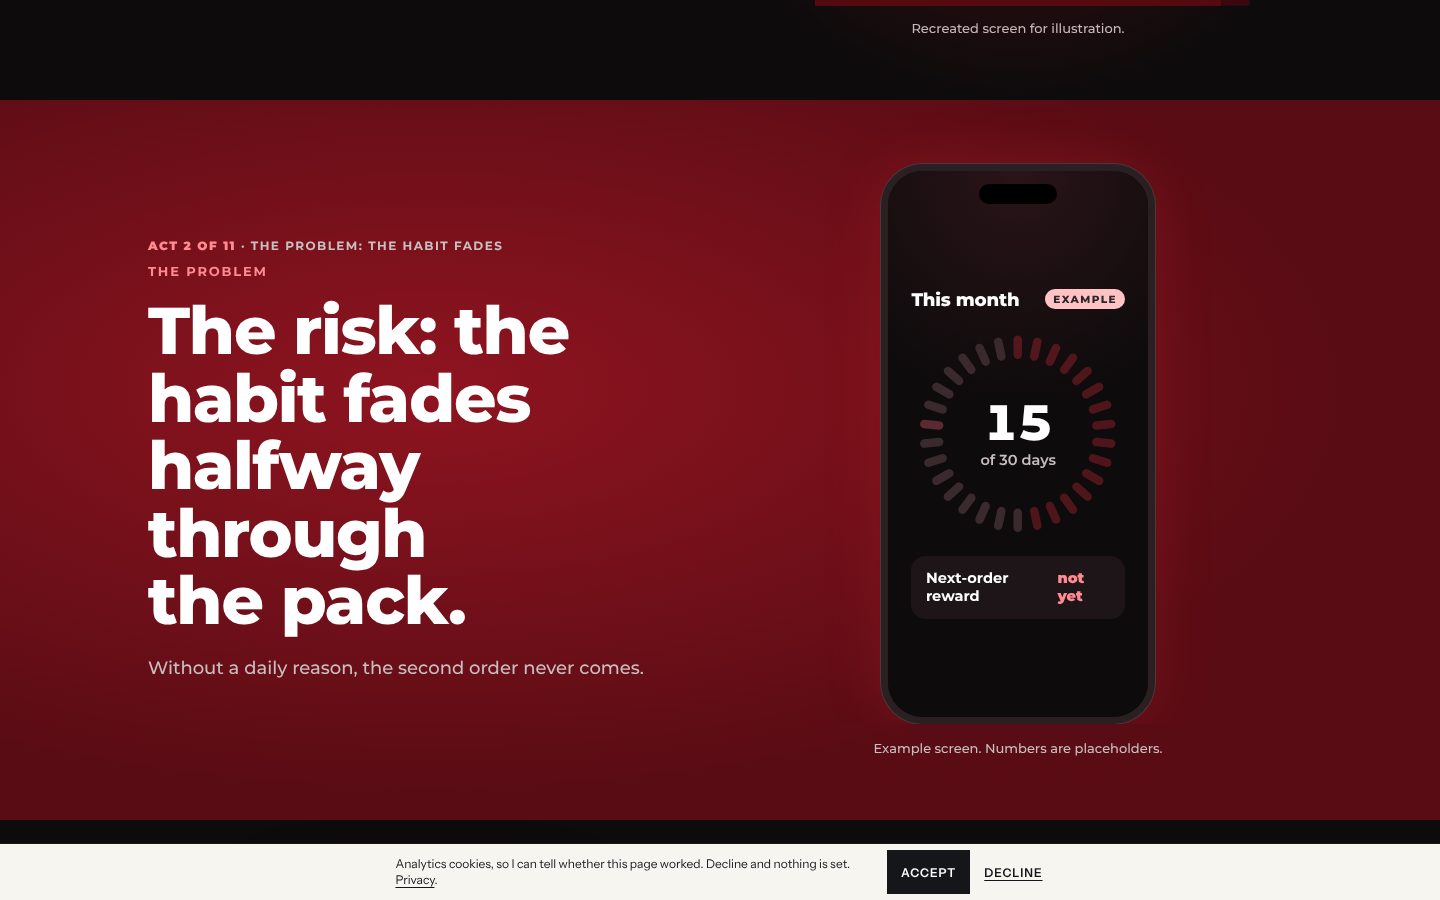 Recreated screen for illustration.
ACT 2 OF 11 · THE PROBLEM: THE HABIT FADES
THE PROBLEM
The risk: the
habit fades
halfway
through
the pack.
Without a daily reason, the second order never comes.
This month
EXAMPLE
15
of 30 days
Next-order
reward
not
yet
Example screen. Numbers are placeholders.
Analytics cookies, so I can tell whether this page worked. Decline and nothing is set.
Privacy.
ACCEPT
DECLINE